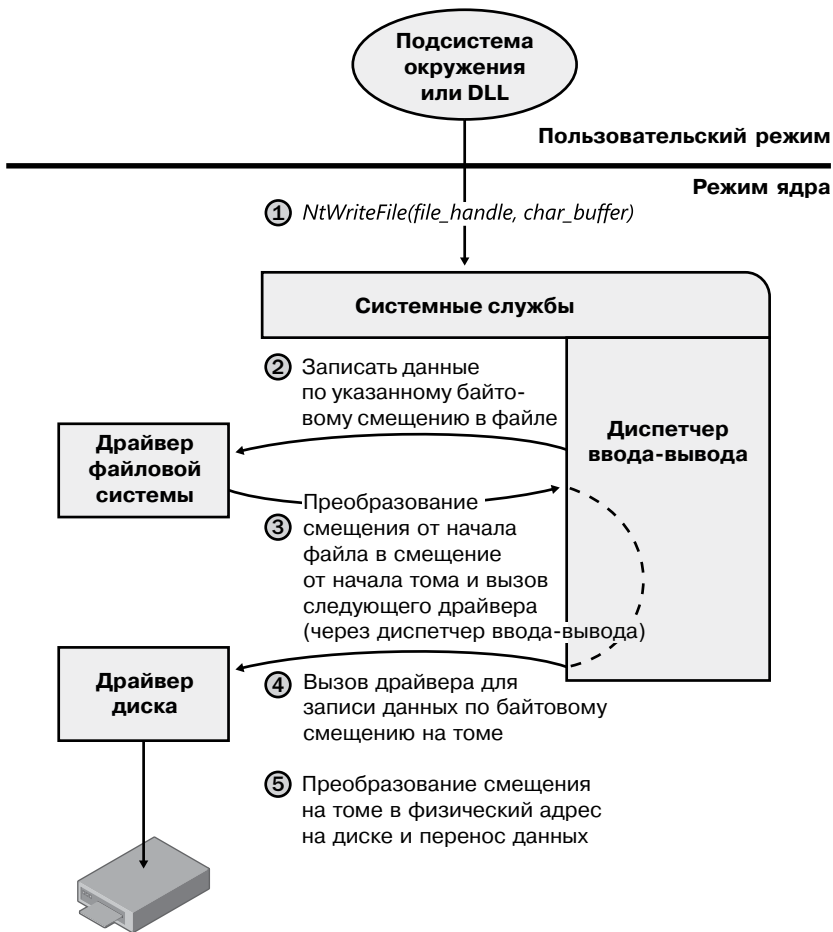 Подсистема
окружения
или DLL
Пользовательский режим
Режим ядра
1 NtWriteFile(file_handle, char_buffer)
Системные службы
2 Записать данные
по указанному байто-
вому смещению в файле
Диспетчер
ввода-вывода
Драйвер
файловой
системы
3 Преобразование
смещения от начала
файла в смещение
от начала тома и вызов
следующего драйвера
(через диспетчер ввода-вывода)
Драйвер
диска
4 Вызов драйвера для
записи данных по байтовому
смещению на томе
5 Преобразование смещения
на томе в физический адрес
на диске и перенос данных